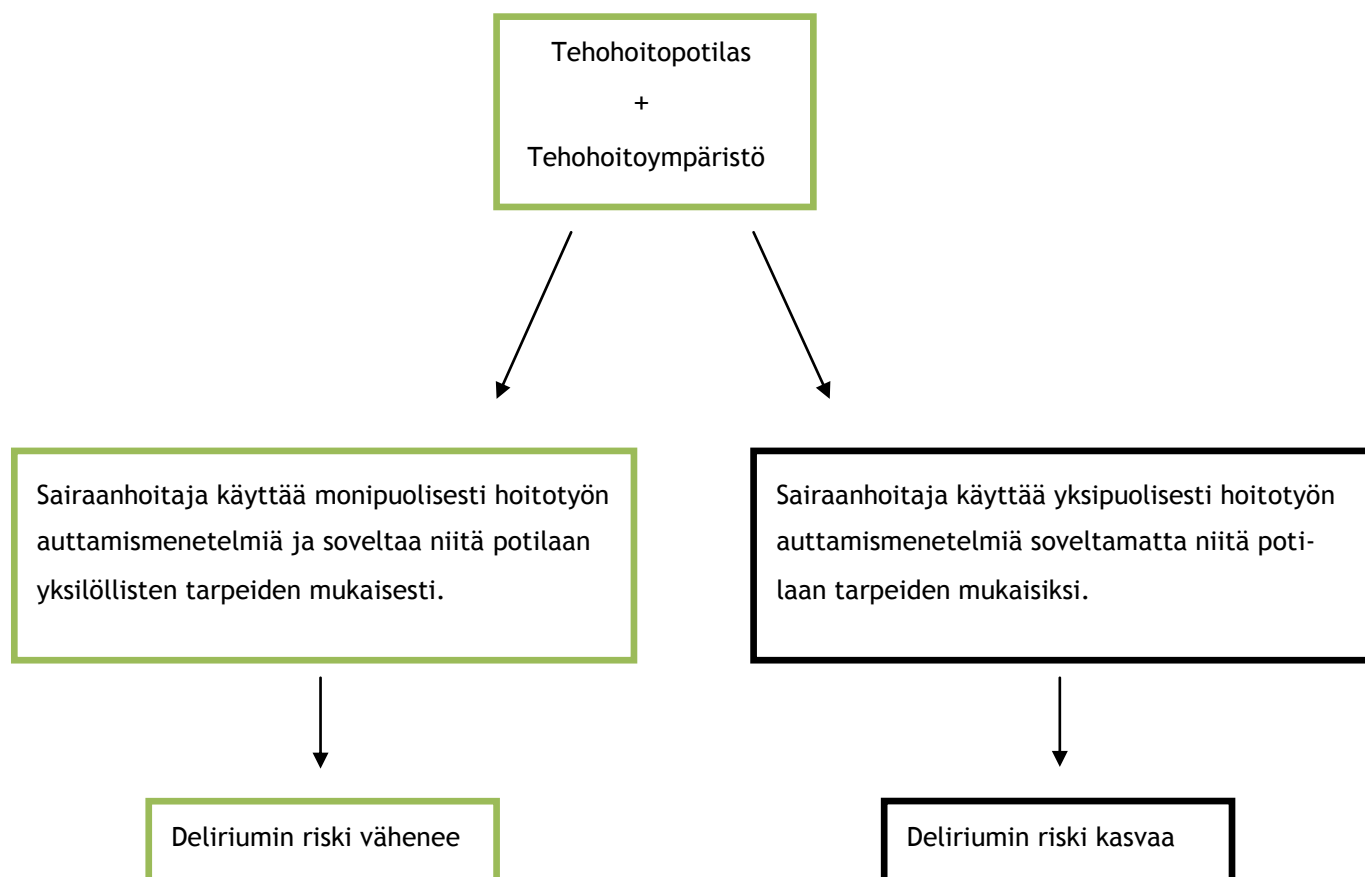 Tehohoitopotilas
+
Tehohoitoympäristö
Sairaanhoitaja käyttää monipuolisesti hoitotyön
auttamismenetelmiä ja soveltaa niitä potilaan
yksilöllisten tarpeiden mukaisesti.
Sairaanhoitaja käyttää yksipuolisesti hoitotyön
auttamismenetelmiä soveltamatta niitä poti-
laan tarpeiden mukaisiksi.
Deliriumin riski vähenee
Deliriumin riski kasvaa